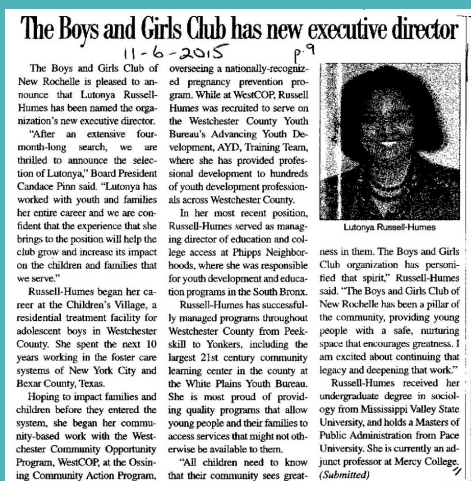 The Boys and Girls Club has new executive director
11-6-2015
p.9
The Boys and Girls Club of
New Rochelle is pleased to an-
nounce that Lutonya Russell-
Humes has been named the orga-
nization's new executive director.
"After an extensive four-
month-long search, we are
thrilled to announce the selec-
tion of Lutonya," Board President
Candace Pinn said. "Lutonya has
worked with youth and families
her entire career and we are con-
fident that the experience that she
brings to the position will help the
club grow and increase its impact
on the children and families that
we serve."
Russell-Humes began her ca-
reer at the Children's Village, a
residential treatment facility for
adolescent boys in Westchester
County. She spent the next 10
years working in the foster care
systems of New York City and
Bexar County, Texas.
Hoping to impact families and
children before they entered the
system, she began her commu-
nity-based work with the West-
chester Community Opportunity
Program, WestCOP, at the Ossin-
ing Community Action Program,
overseeing a nationally-recogniz-
ed pregnancy prevention pro-
gram. While at WestCOP, Russell
Humes was recruited to serve on
the Westchester County Youth
Bureau's Advancing Youth De-
velopment, AYD, Training Team,
where she has provided profes-
sional development to hundreds
of youth development profession-
als across Westchester County.
In her most recent position,
Russell-Humes served as manag-
ing director of education and col-
lege access at Phipps Neighbor-
hoods, where she was responsible
for youth development and educa-
tion programs in the South Bronx.
Russell-Humes has successful-
ly managed programs throughout
Westchester County from Peek-
skill to Yonkers, including the
largest 21st century community
learning center in the county at
the White Plains Youth Bureau.
She is most proud of provid-
ing quality programs that allow
young people and their families to
access services that might not oth-
erwise be available to them.
"All children need to know
that their community sees great-
Lutonya Russell-Humes
ness in them. The Boys and Girls
Club organization has personi-
fied that spirit," Russell-Humes
said. "The Boys and Girls Club of
New Rochelle has been a pillar of
the community, providing young
people with a safe, nurturing
space that encourages greatness. I
am excited about continuing that
legacy and deepening that work."
Russell-Humes received her
undergraduate degree in sociol-
ogy from Mississippi Valley State
University, and holds a Masters of
Public Administration from Pace
University. She is currently an ad-
junct professor at Mercy College.
(Submitted)